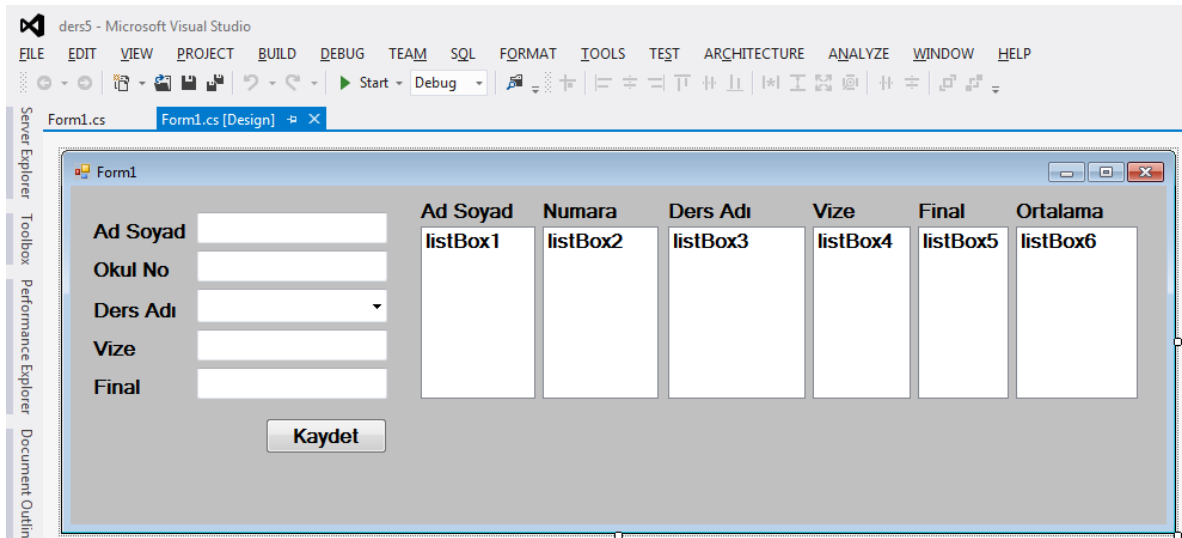 ders5 - Microsoft Visual Studio
FILE EDIT VIEW PROJECT BUILD DEBUG TEAM SQL FORMAT TOOLS TEST ARCHITECTURE ANALYZE WINDOW HELP
Start Debug
Form1.cs Form1.cs [Design]
Server Explorer
Toolbox
Performance Explorer
Document Outlin
Form1
Ad Soyad
Okul No
Ders Adı
Vize
Final
Kaydet
Ad Soyad Numara Ders Adı Vize Final Ortalama
listBox1 listBox2 listBox3 listBox4 listBox5 listBox6